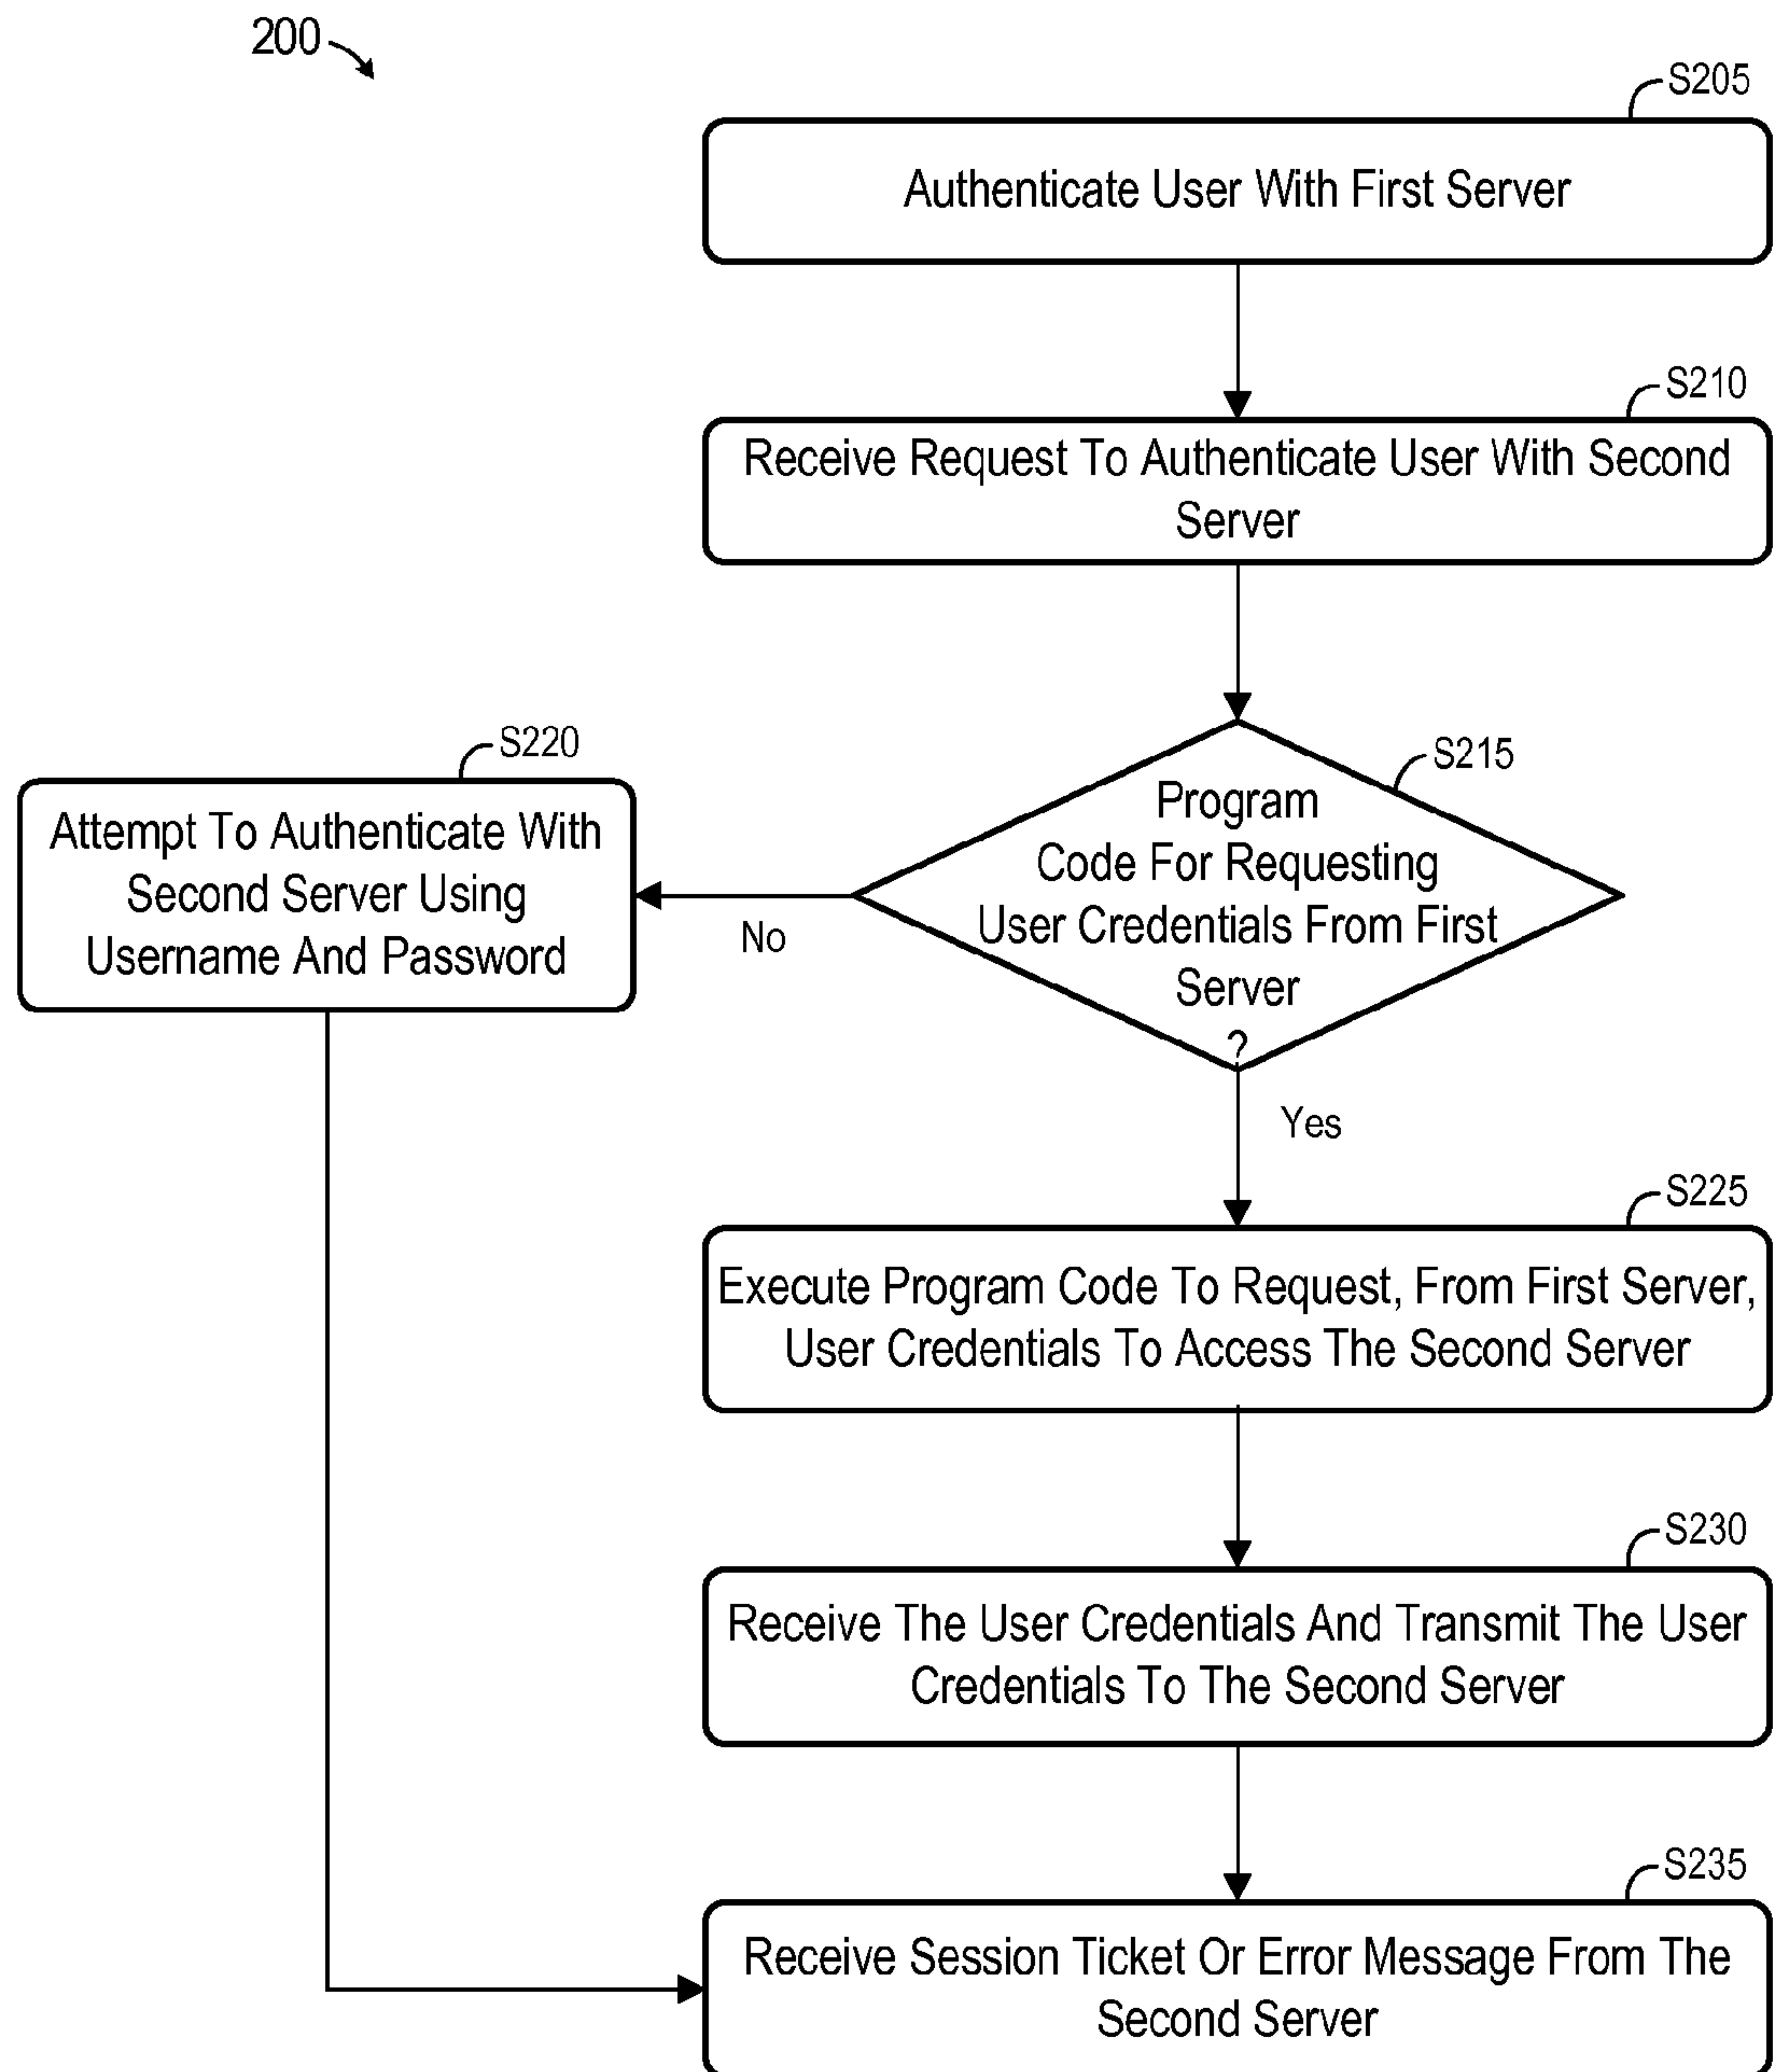 200
S205
Authenticate User With First Server
S210
Receive Request To Authenticate User With Second
Server
S215
Program
Code For Requesting
User Credentials From First
Server
?
No
Yes
S220
Attempt To Authenticate With
Second Server Using
Username And Password
S225
Execute Program Code To Request, From First Server,
User Credentials To Access The Second Server
S230
Receive The User Credentials And Transmit The User
Credentials To The Second Server
S235
Receive Session Ticket Or Error Message From The
Second Server